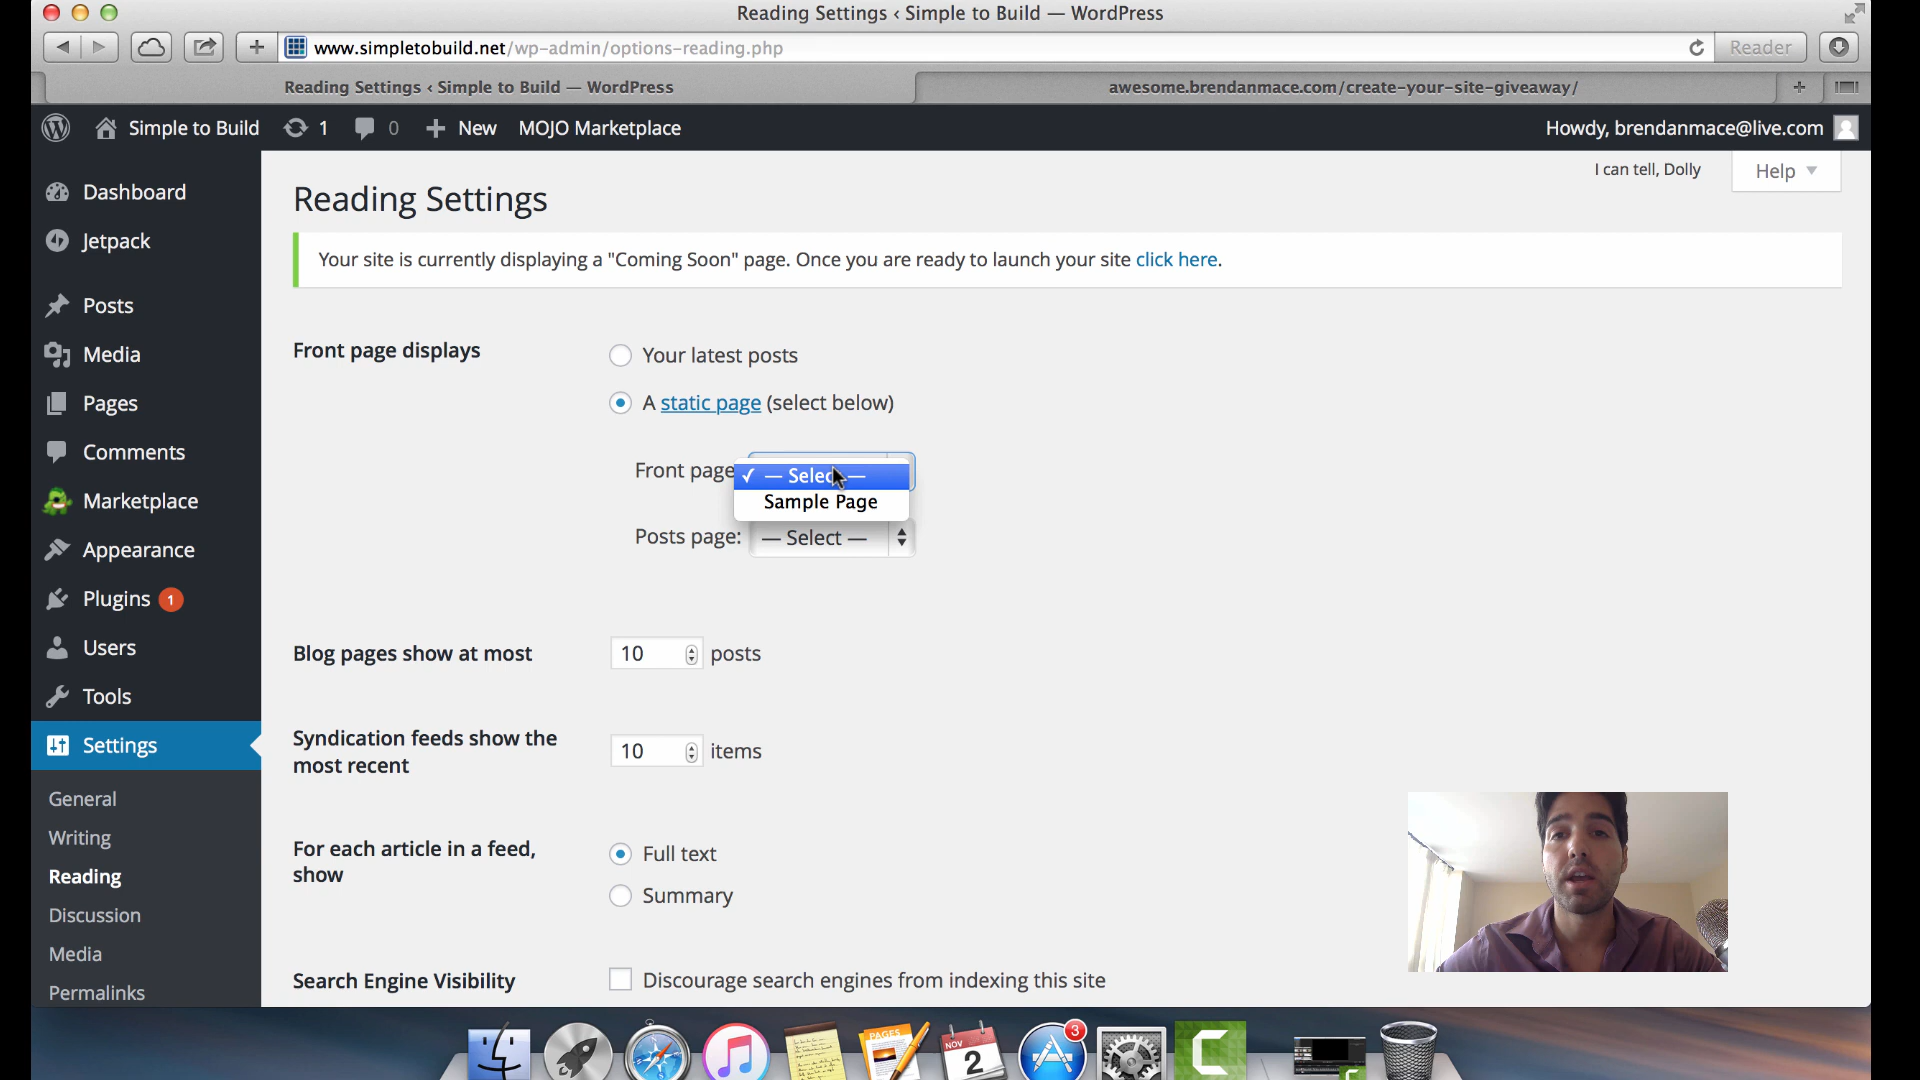 Reading Settings ‹ Simple to Build — WordPress
www.simpletobuild.net/wp-admin/options-reading.php
Reader
Reading Settings ‹ Simple to Build — WordPress
awesome.brendanmace.com/create-your-site-giveaway/
Simple to Build
1
0
New
MOJO Marketplace
Howdy, brendanmace@live.com
I can tell, Dolly
Help
Dashboard
Jetpack
Posts
Media
Pages
Comments
Marketplace
Appearance
Plugins 1
Users
Tools
Settings
General
Writing
Reading
Discussion
Media
Permalinks
Reading Settings
Your site is currently displaying a "Coming Soon" page. Once you are ready to launch your site click here.
Front page displays
Your latest posts
A static page (select below)
Front page
✓ — Select —
Sample Page
Posts page: — Select —
Blog pages show at most
10 posts
Syndication feeds show the
most recent
10 items
For each article in a feed,
show
Full text
Summary
Search Engine Visibility
Discourage search engines from indexing this site
PAGES
NOV
2
3